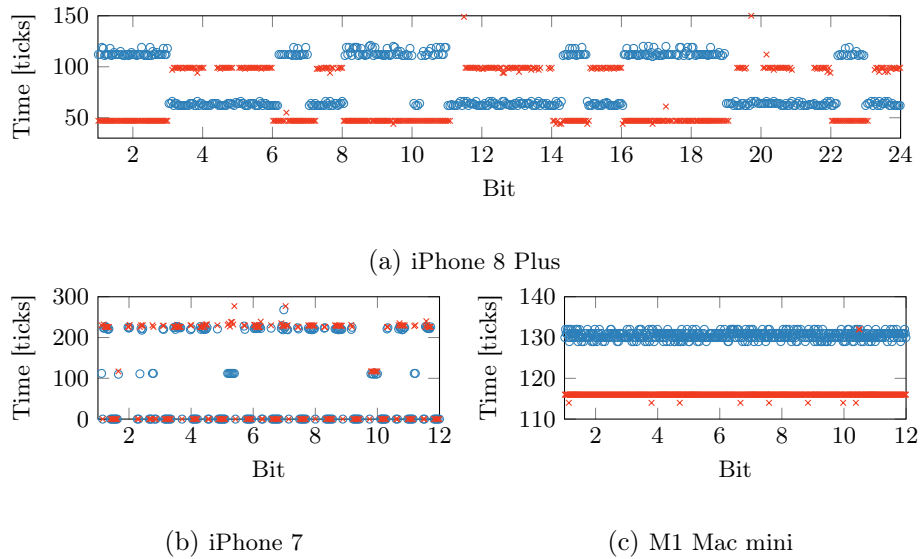 150
100
50
Time [ticks]
2 4 6 8 10 12 14 16 18 20 22 24
Bit
(a) iPhone 8 Plus
300
200
100
0
Time [ticks]
2 4 6 8 10 12
Bit
140
130
120
110
Time [ticks]
2 4 6 8 10 12
Bit
(b) iPhone 7
(c) M1 Mac mini